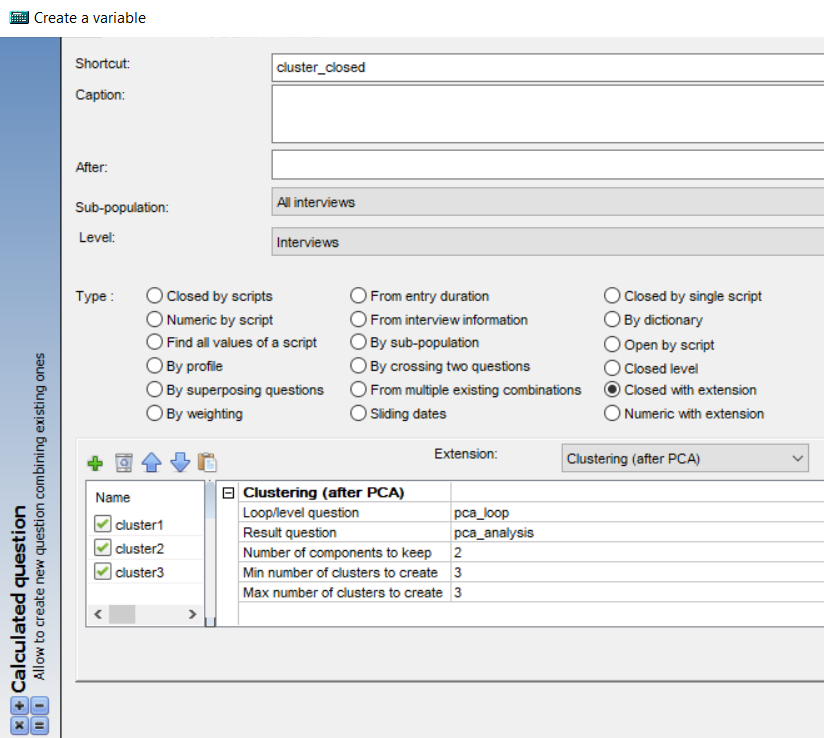 Create a variable
Shortcut:
cluster_closed
Caption:
After:
Sub-population:
All interviews
Level:
Interviews
Type :
Closed by scripts
From entry duration
Closed by single script
Numeric by script
From interview information
By dictionary
Find all values of a script
By sub-population
Open by script
By profile
By crossing two questions
Closed level
By superposing questions
From multiple existing combinations
Closed with extension
By weighting
Sliding dates
Numeric with extension
Extension:
Clustering (after PCA)
Name
cluster1
cluster2
cluster3
Clustering (after PCA)
Loop/level question
pca_loop
Result question
pca_analysis
Number of components to keep
2
Min number of clusters to create
3
Max number of clusters to create
3
Calculated question
Allow to create new question combining existing ones